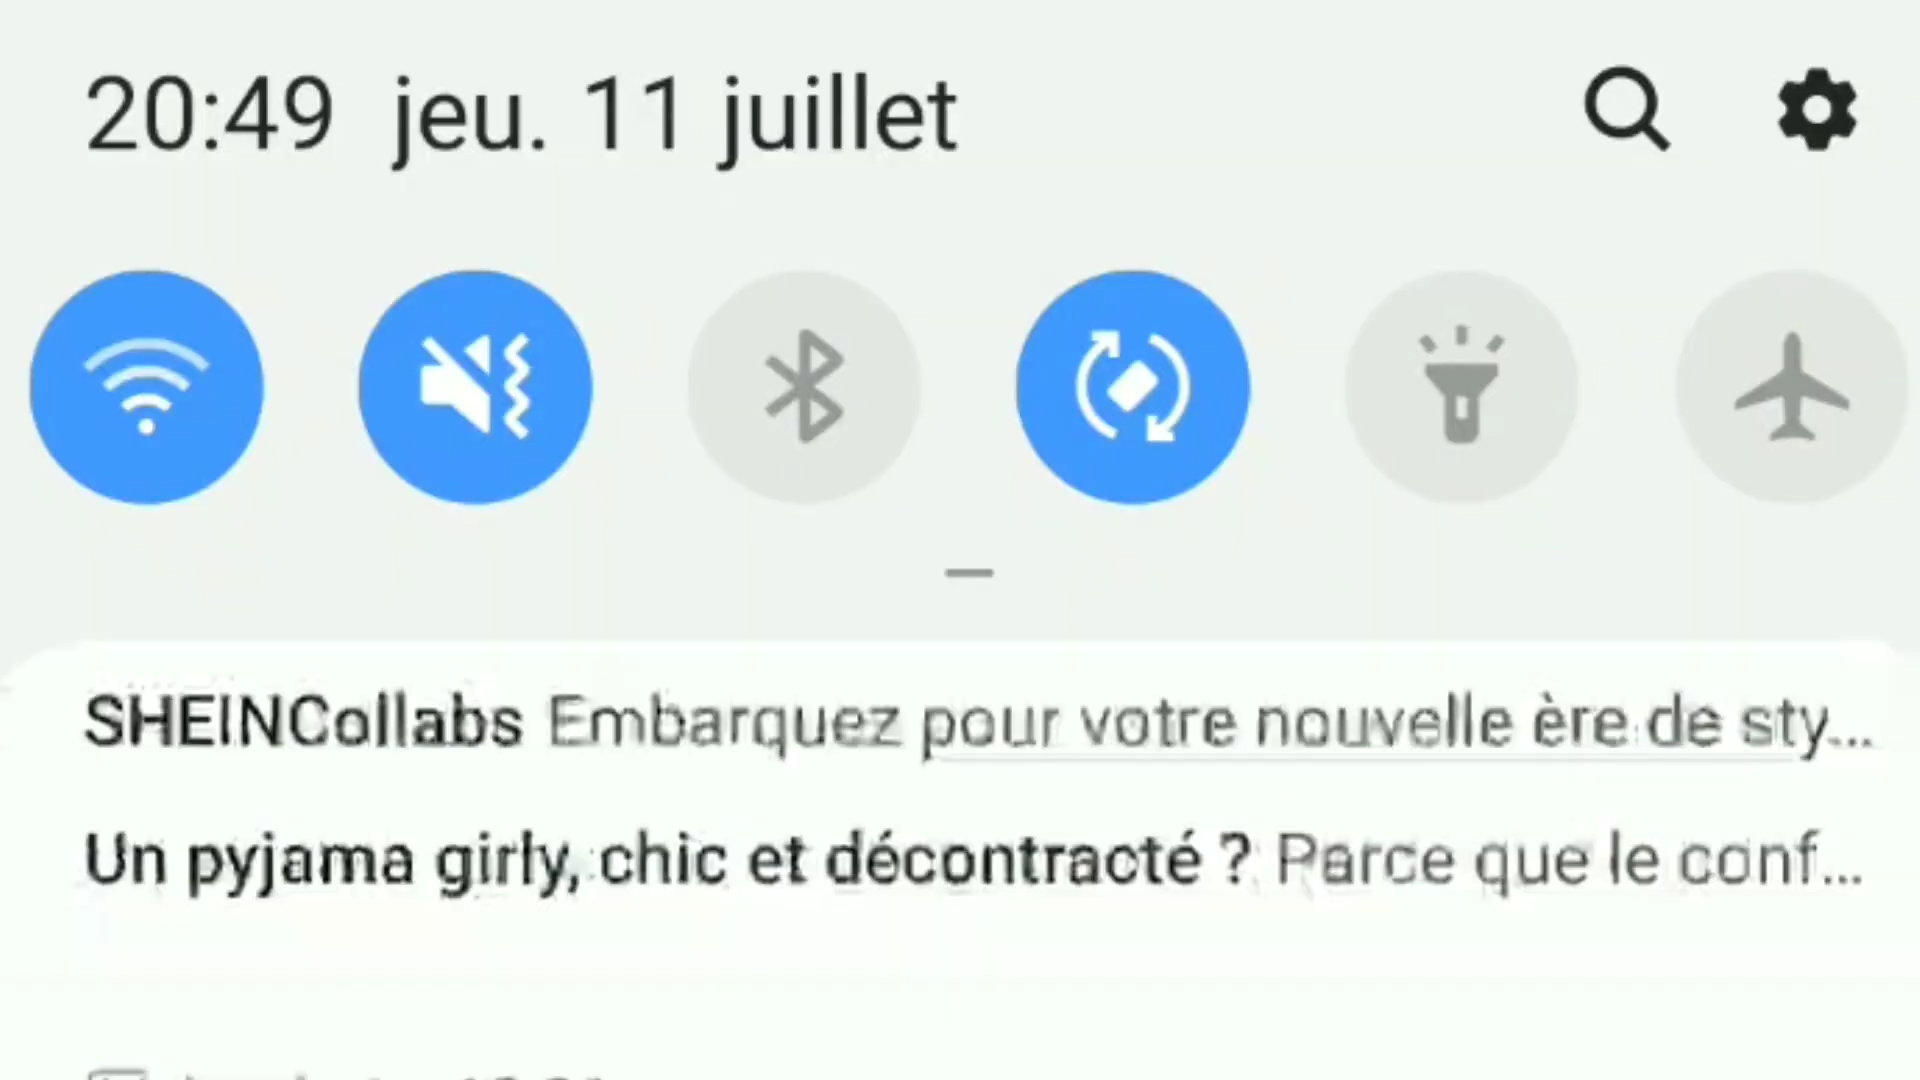 20:49 jeu. 11 juillet
SHEINCollabs Embarquez pour votre nouvelle ère de sty...
Un pyjama girly, chic et décontracté ? Parce que le conf...